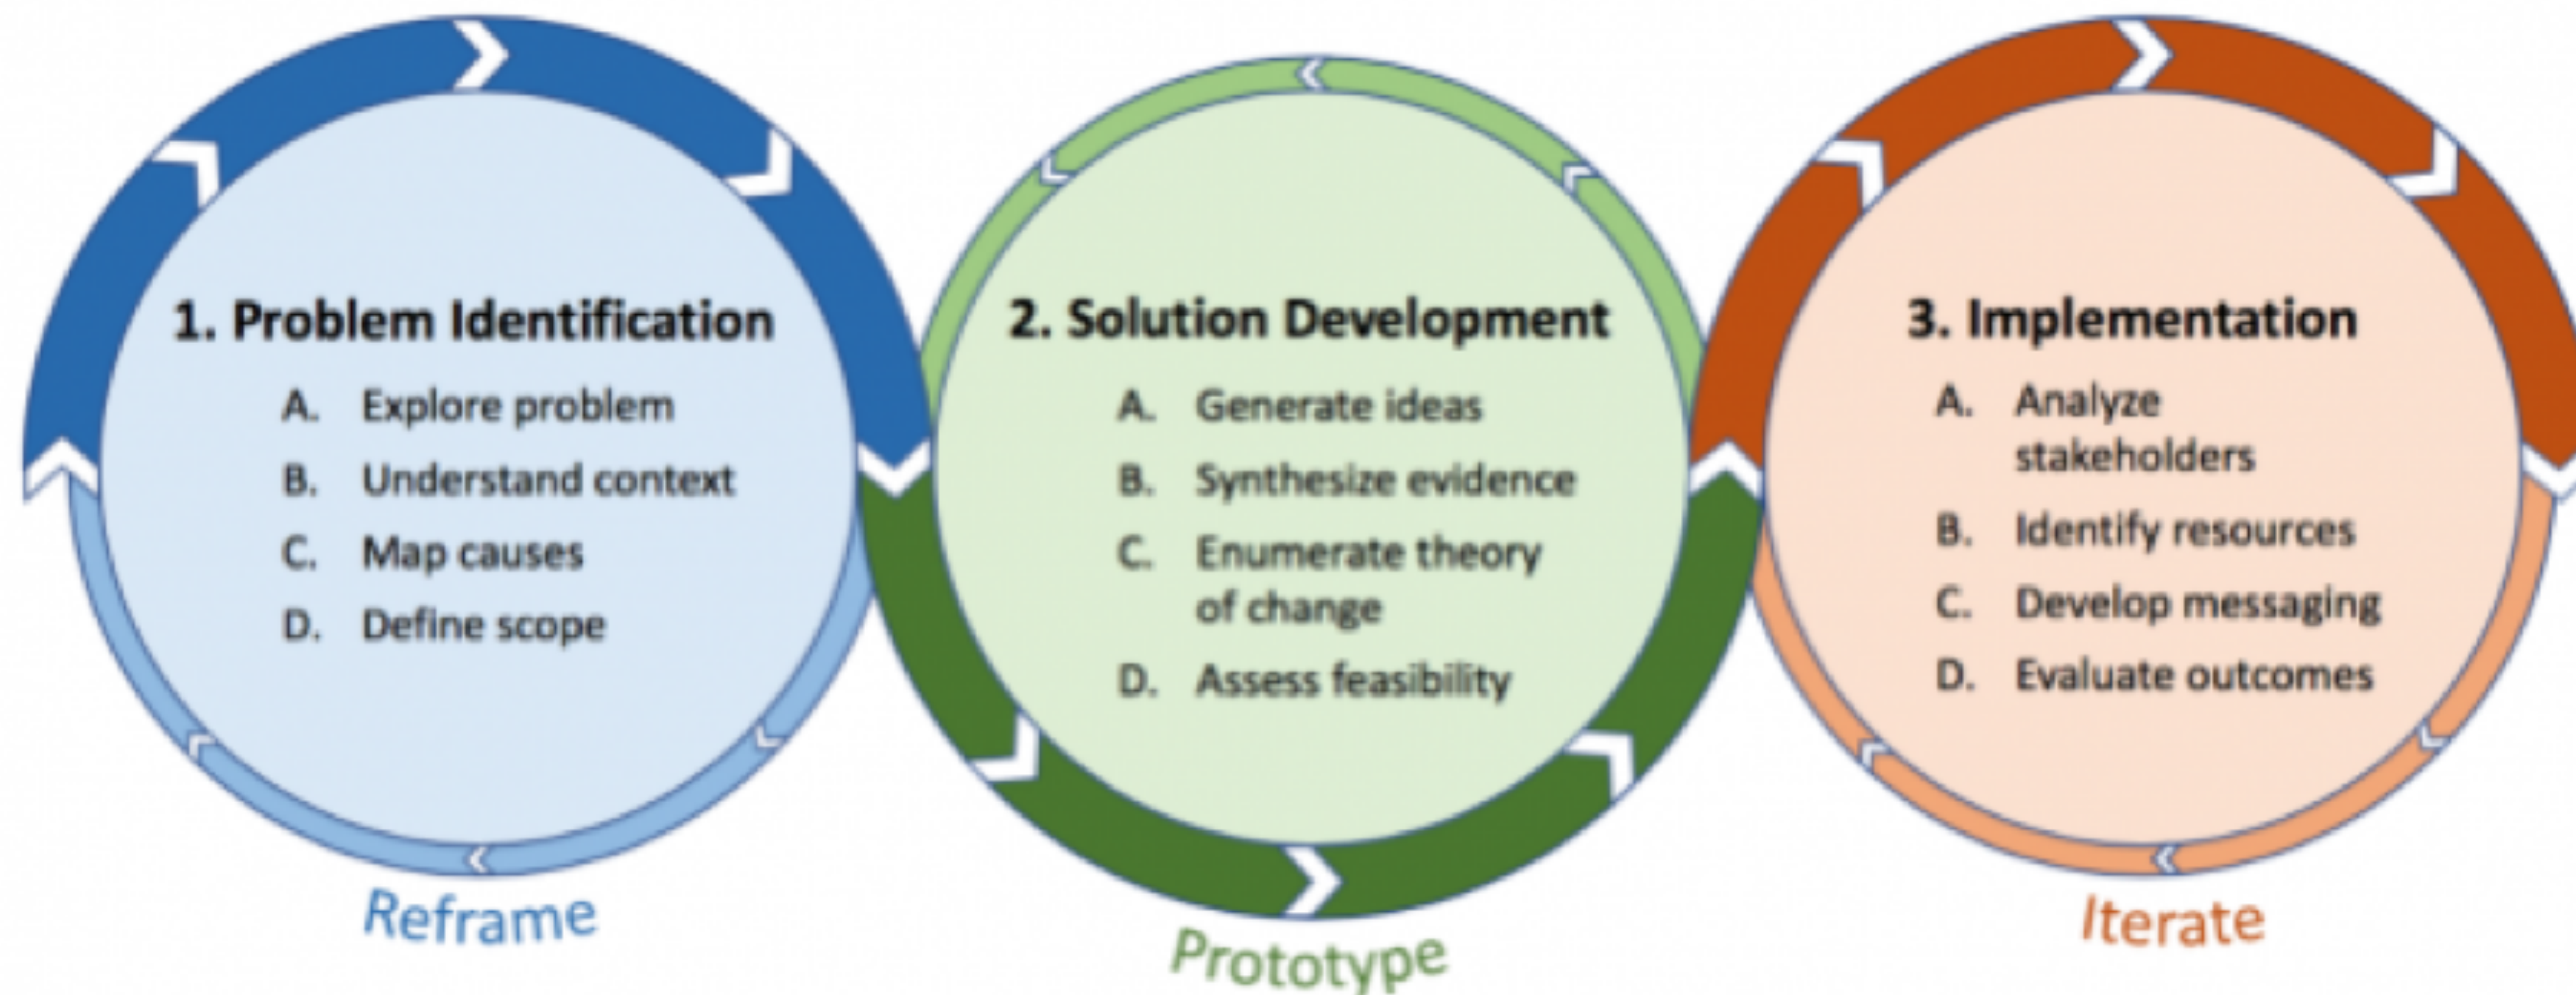 1. Problem Identification
A. Explore problem
B. Understand context
C. Map causes
D. Define scope
Reframe
2. Solution Development
A. Generate ideas
B. Synthesize evidence
C. Enumerate theory
of change
D. Assess feasibility
Prototype
3. Implementation
A. Analyze
stakeholders
B. Identify resources
C. Develop messaging
D. Evaluate outcomes
Iterate